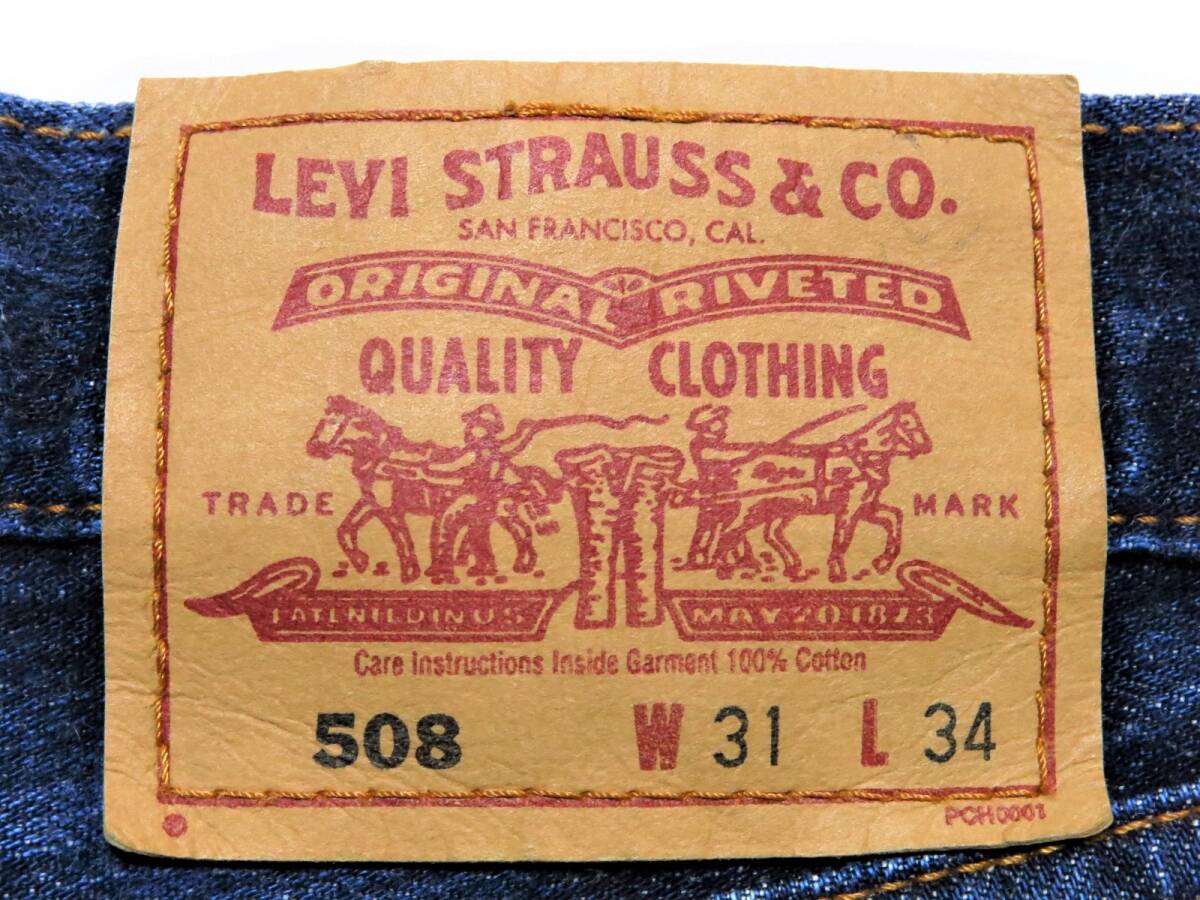 LEVI STRAUSS & CO.
SAN FRANCISCO, CAL.
ORIGINAL RIVETED
QUALITY CLOTHING
TRADE MARK
MAY 20 1873
Care Instructions Inside Garment 100% Cotton
508 W 31 L 34
PCH0001